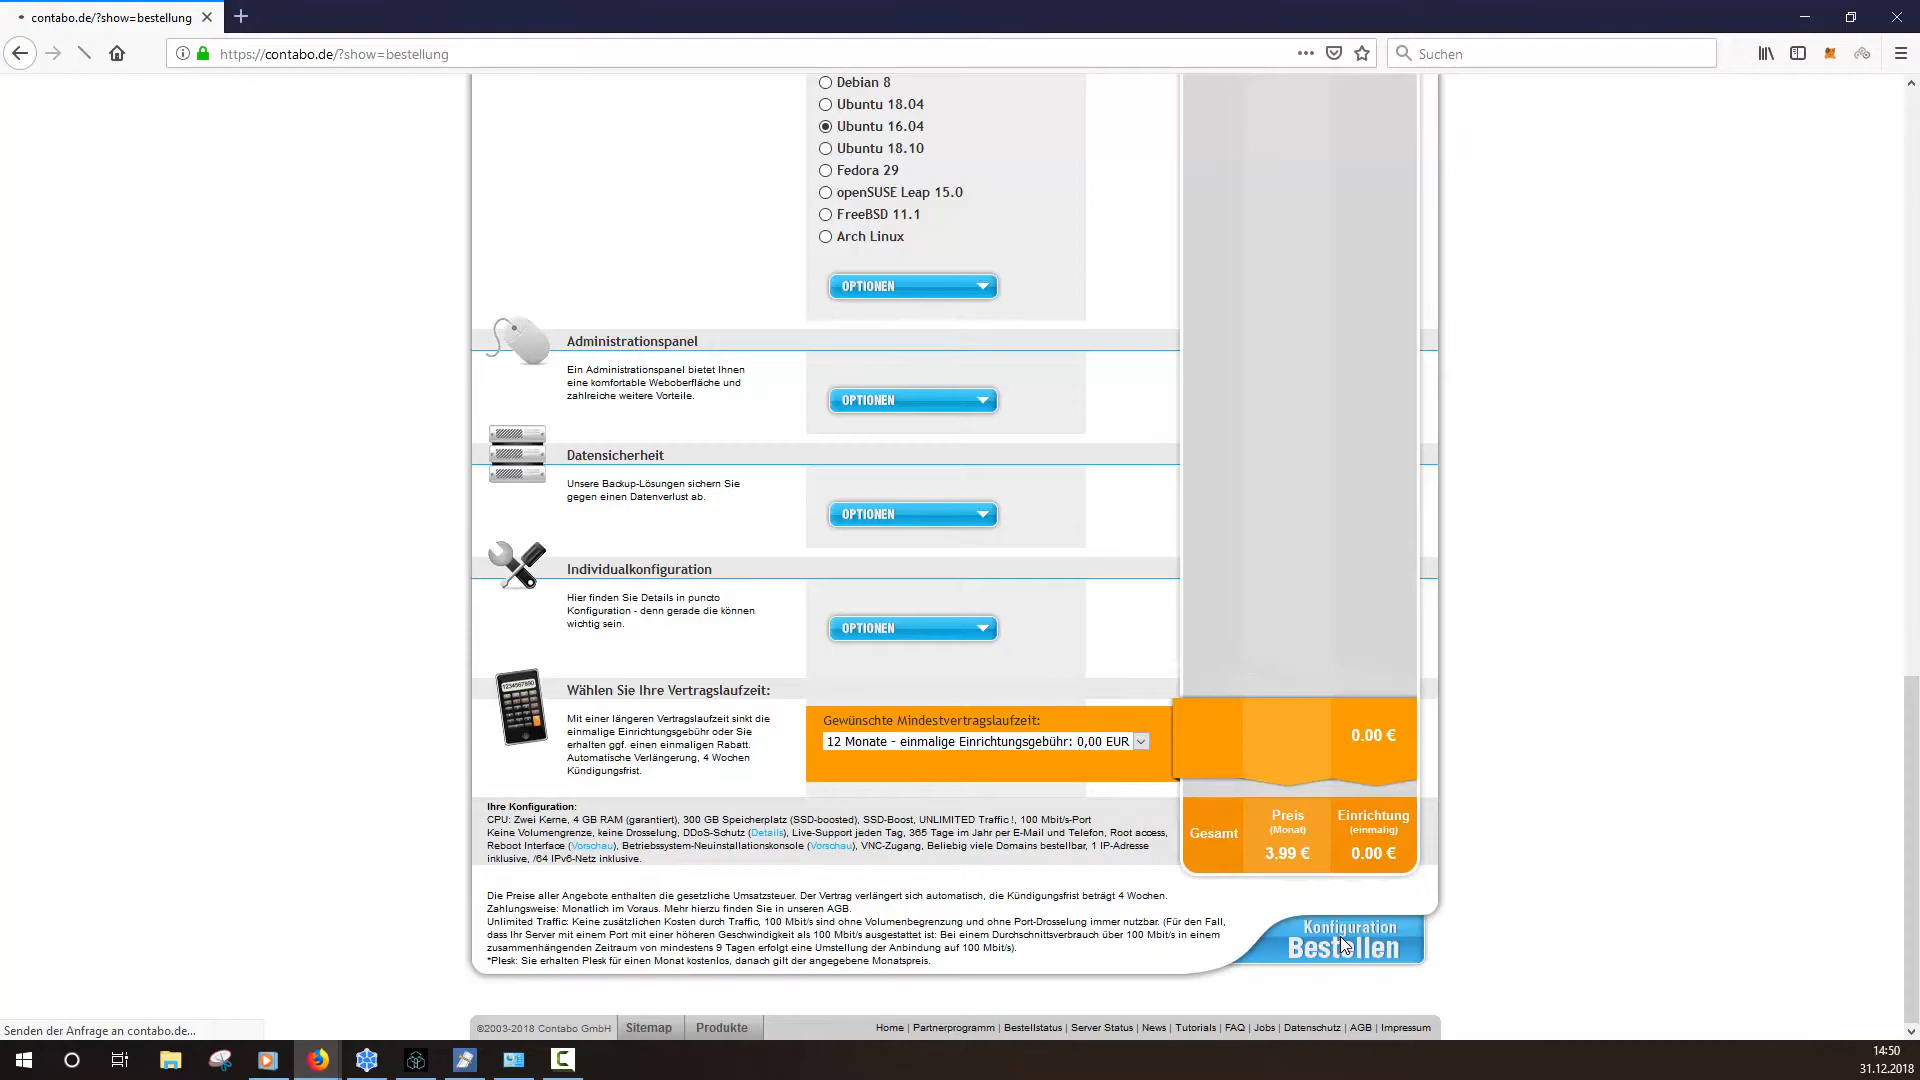 contabo.de/?show=bestellung
https://contabo.de/?show=bestellung
Suchen
Debian 8
Ubuntu 18.04
Ubuntu 16.04
Ubuntu 18.10
Fedora 29
openSUSE Leap 15.0
FreeBSD 11.1
Arch Linux
OPTIONEN
Administrationspanel
Ein Administrationspanel bietet Ihnen
eine komfortable Weboberfläche und
zahlreiche weitere Vorteile.
OPTIONEN
Datensicherheit
Unsere Backup-Lösungen sichern Sie
gegen einen Datenverlust ab.
OPTIONEN
Individualkonfiguration
Hier finden Sie Details in puncto
Konfiguration - denn gerade die können
wichtig sein.
OPTIONEN
1234567890
Wählen Sie Ihre Vertragslaufzeit:
Mit einer längeren Vertragslaufzeit sinkt die
einmalige Einrichtungsgebühr oder Sie
erhalten ggf. einen einmaligen Rabatt.
Automatische Verlängerung, 4 Wochen
Kündigungsfrist.
Gewünschte Mindestvertragslaufzeit:
12 Monate - einmalige Einrichtungsgebühr: 0,00 EUR
0.00 €
Ihre Konfiguration:
CPU: Zwei Kerne, 4 GB RAM (garantiert), 300 GB Speicherplatz (SSD-boosted), SSD-Boost, UNLIMITED Traffic !, 100 Mbit/s-Port
Keine Volumengrenze, keine Drosselung, DDoS-Schutz (Details), Live-Support jeden Tag, 365 Tage im Jahr per E-Mail und Telefon, Root access,
Reboot Interface (Vorschau), Betriebssystem-Neuinstallationskonsole (Vorschau), VNC-Zugang, Beliebig viele Domains bestellbar, 1 IP-Adresse
inklusive, /64 IPv6-Netz inklusive.
Gesamt
Preis
(Monat)
3.99 €
Einrichtung
(einmalig)
0.00 €
Die Preise aller Angebote enthalten die gesetzliche Umsatzsteuer. Der Vertrag verlängert sich automatisch, die Kündigungsfrist beträgt 4 Wochen.
Zahlungsweise: Monatlich im Voraus. Mehr hierzu finden Sie in unseren AGB.
Unlimited Traffic: Keine zusätzlichen Kosten durch Traffic, 100 Mbit/s sind ohne Volumenbegrenzung und ohne Port-Drosselung immer nutzbar. (Für den Fall,
dass Ihr Server mit einem Port mit einer höheren Geschwindigkeit als 100 Mbit/s ausgestattet ist: Bei einem Durchschnittsverbrauch über 100 Mbit/s in einem
zusammenhängenden Zeitraum von mindestens 9 Tagen erfolgt eine Umstellung der Anbindung auf 100 Mbit/s).
*Plesk: Sie erhalten Plesk für einen Monat kostenlos, danach gilt der angegebene Monatspreis.
Konfiguration
Bestellen
©2003-2018 Contabo GmbH
Sitemap
Produkte
Home | Partnerprogramm | Bestellstatus | Server Status | News | Tutorials | FAQ | Jobs | Datenschutz | AGB | Impressum
Senden der Anfrage an contabo.de...
14:50
31.12.2018